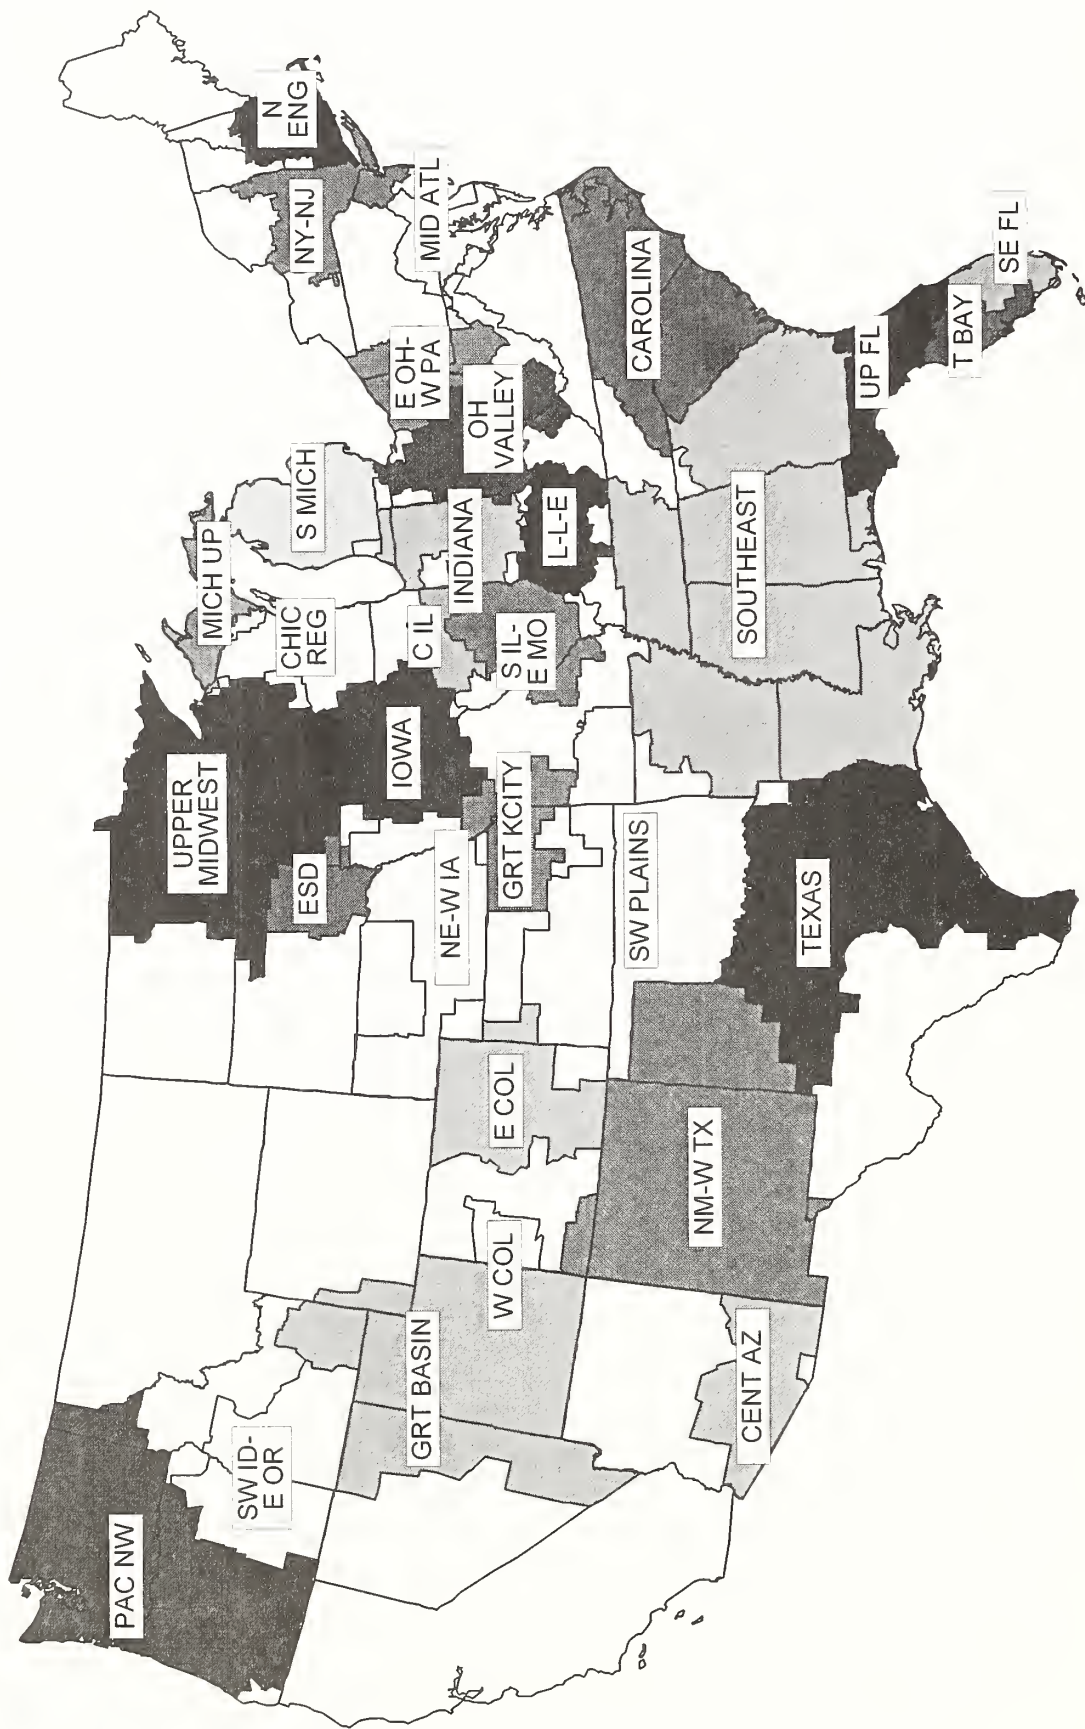 PAC NW
SW ID-
E OR
GRT BASIN
W COL
E COL
CENT AZ
NM-W TX
TEXAS
SW PLAINS
NE-W IA
GRT KCITY
ESD
UPPER
MIDWEST
IOWA
MICH UP
CHIC
REG
C IL
S IL-
E MO
INDIANA
S MICH
L-L-E
OH
VALLEY
E OH-
W PA
NY-NJ
N
ENG
MID ATL
CAROLINA
SOUTHEAST
UP FL
T BAY
SE FL